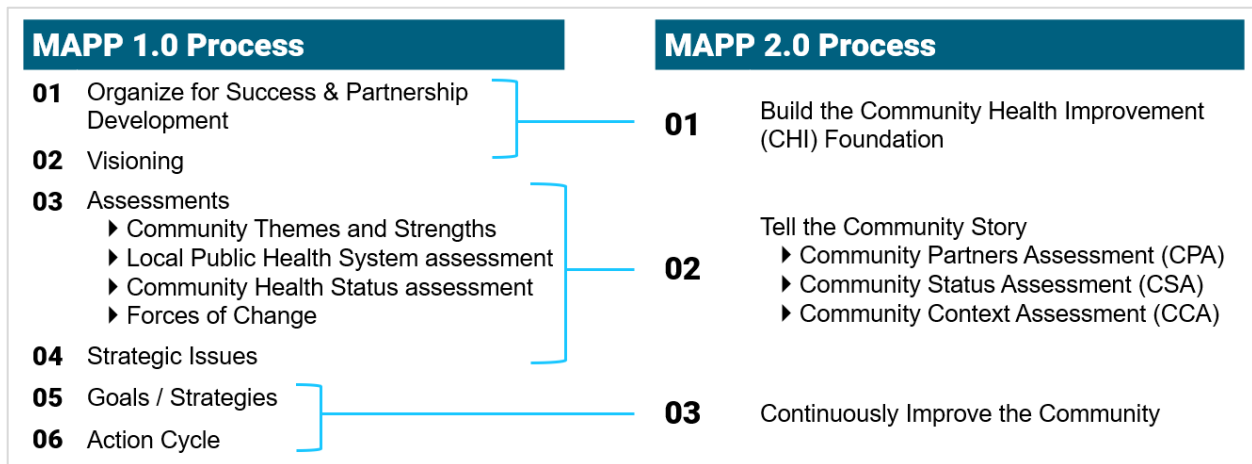 MAPP 1.0 Process
01 Organize for Success & Partnership
Development
02 Visioning
03 Assessments
Community Themes and Strengths
Local Public Health System assessment
Community Health Status assessment
Forces of Change
04 Strategic Issues
05 Goals / Strategies
06 Action Cycle
MAPP 2.0 Process
01 Build the Community Health Improvement
(CHI) Foundation
02 Tell the Community Story
Community Partners Assessment (CPA)
Community Status Assessment (CSA)
Community Context Assessment (CCA)
03 Continuously Improve the Community